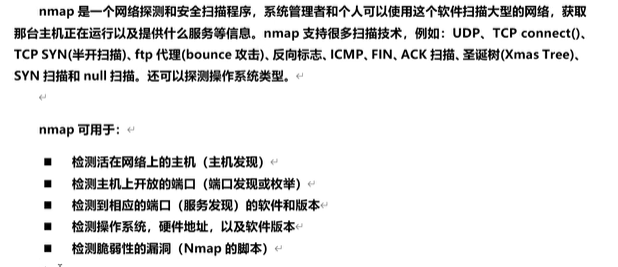 nmap 是一个网络探测和安全扫描程序，系统管理者和个人可以使用这个软件扫描大型的网络，获取
那台主机正在运行以及提供什么服务等信息。nmap 支持很多扫描技术，例如：UDP、TCP connect()、
TCP SYN(半开扫描)、ftp 代理(bounce 攻击)、反向标志、ICMP、FIN、ACK 扫描、圣诞树(Xmas Tree)、
SYN 扫描和 null 扫描。还可以探测操作系统类型。
nmap 可用于：
■ 检测活在网络上的主机（主机发现）
■ 检测主机上开放的端口（端口发现或枚举）
■ 检测到相应的端口（服务发现）的软件和版本
■ 检测操作系统，硬件地址，以及软件版本
■ 检测脆弱性的漏洞（Nmap 的脚本）